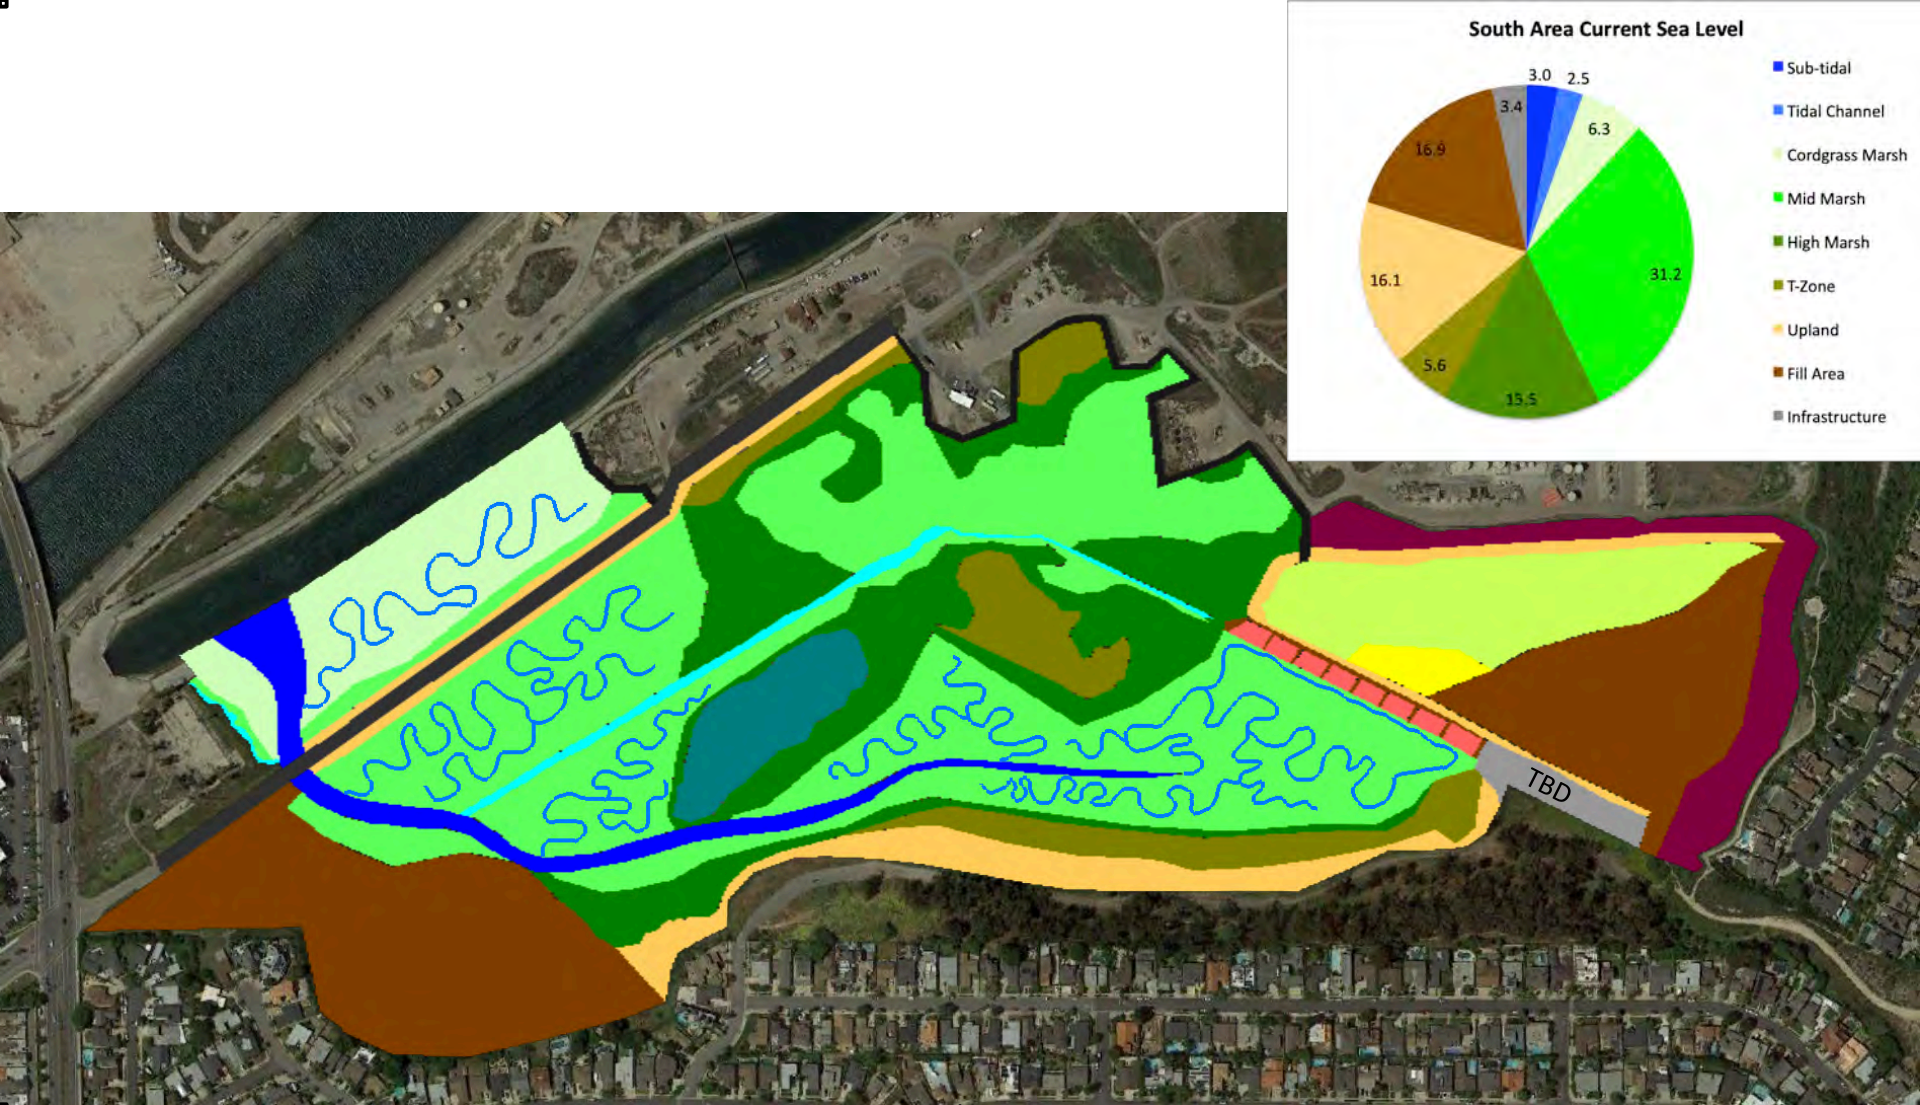 South Area Current Sea Level
3.0
2.5
6.3
31.2
15.5
5.6
16.1
16.9
3.4
Sub-tidal
Tidal Channel
Cordgrass Marsh
Mid Marsh
High Marsh
T-Zone
Upland
Fill Area
Infrastructure
TBD